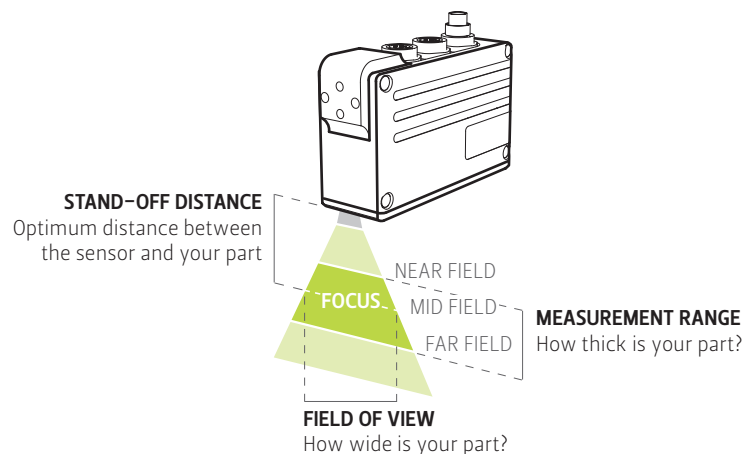 STAND-OFF DISTANCE
Optimum distance between
the sensor and your part
NEAR FIELD
FOCUS
MID FIELD
FAR FIELD
MEASUREMENT RANGE
How thick is your part?
FIELD OF VIEW
How wide is your part?